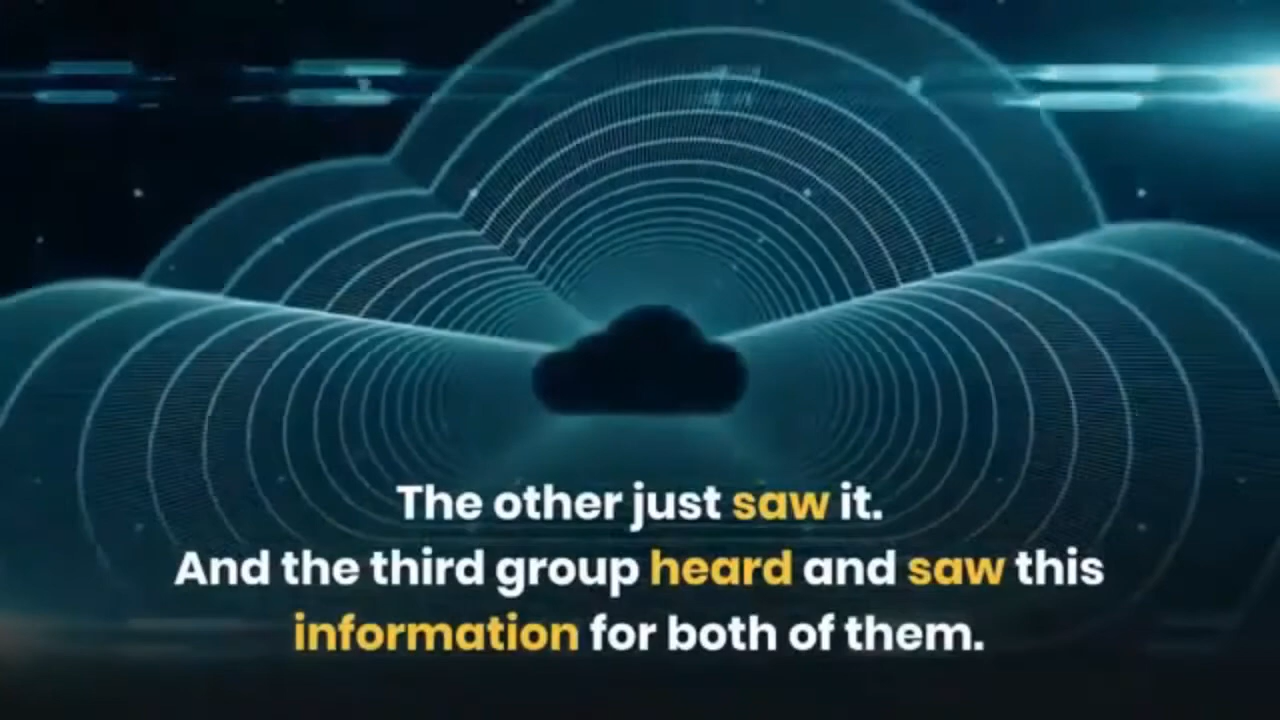 The other just saw it.
And the third group heard and saw this
information for both of them.